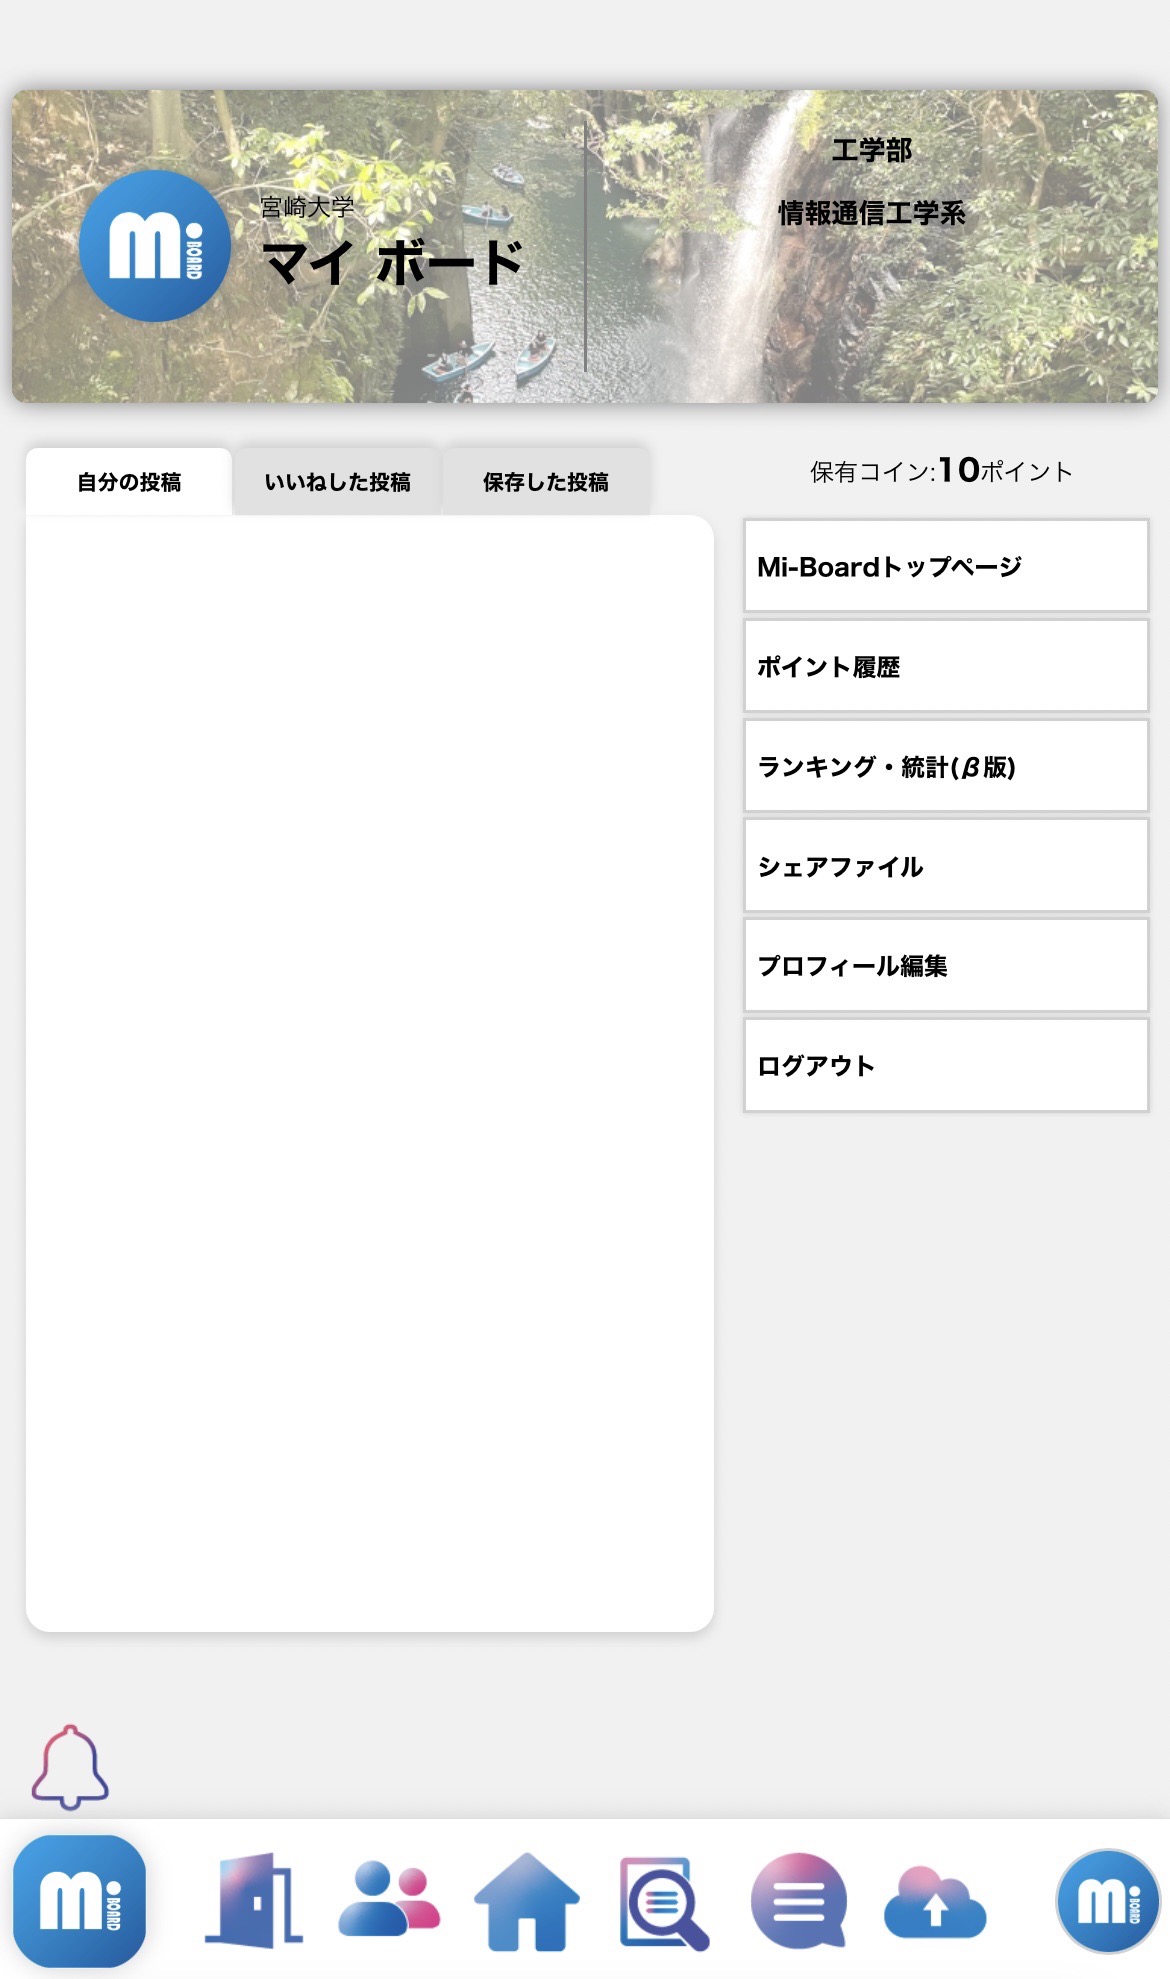 宮崎大学
マイ ボード
mi BOARD
工学部
情報通信工学系
自分の投稿
いいねした投稿
保存した投稿
保有コイン:10ポイント
Mi-Boardトップページ
ポイント履歴
ランキング・統計(β版)
シェアファイル
プロフィール編集
ログアウト
mi BOARD
mi BOARD